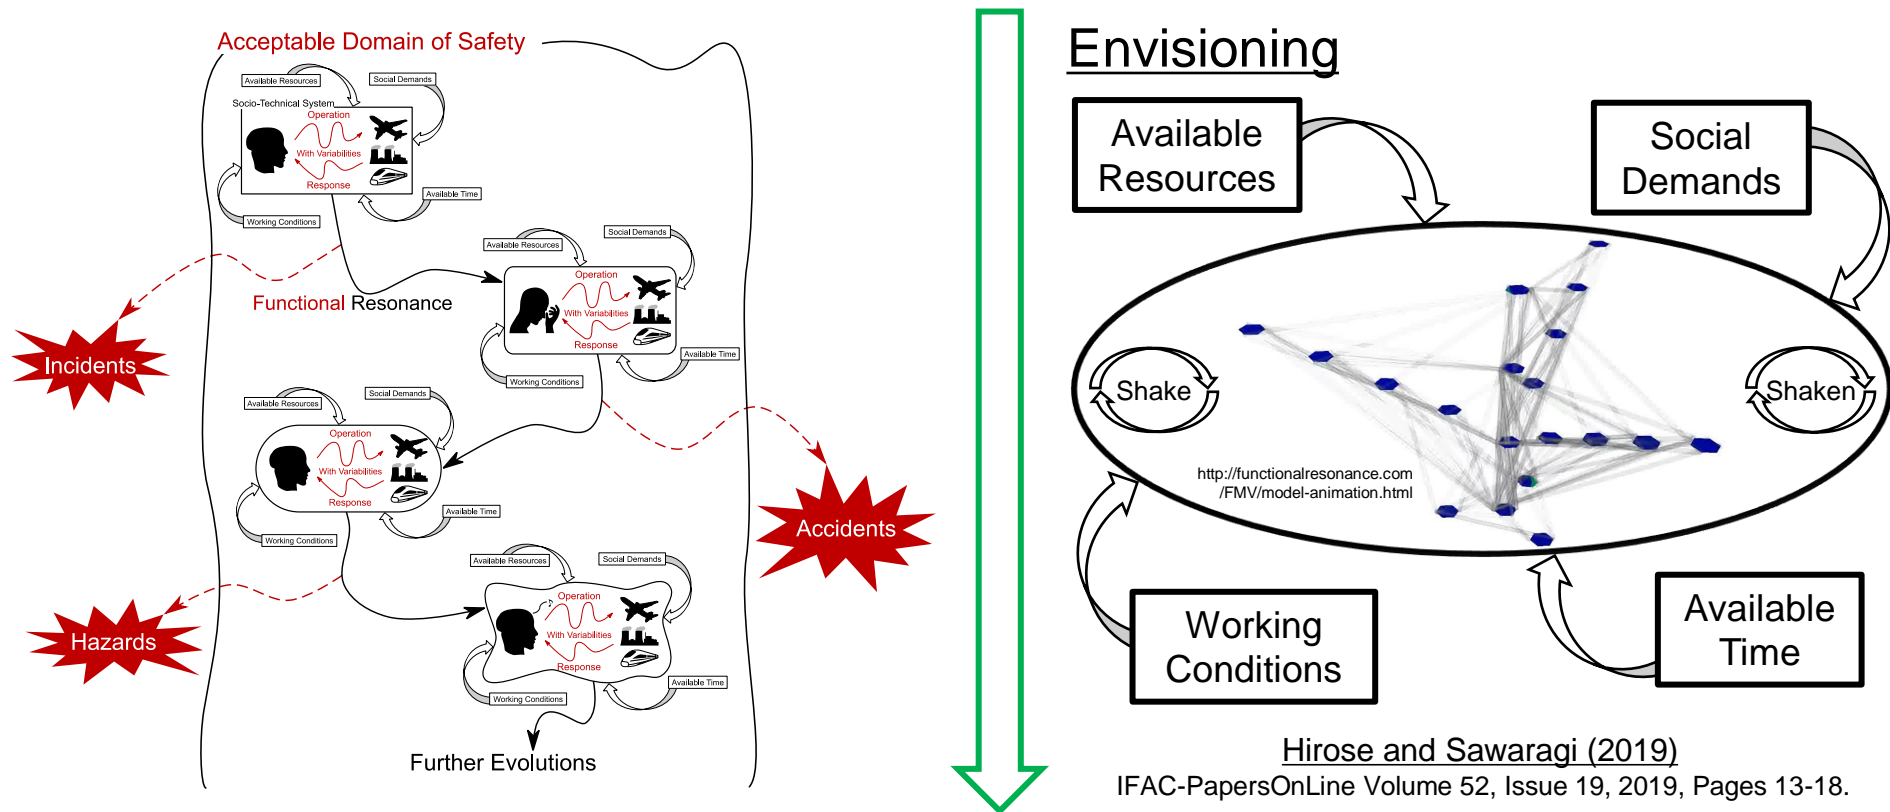 Acceptable Domain of Safety
Available Resources
Social Demands
Socio-Technical System
Operation
With Variabilities
Response
Available Time
Working Conditions
Functional Resonance
Available Resources
Social Demands
Operation
With Variabilities
Response
Available Time
Working Conditions
Incidents
Available Resources
Social Demands
Operation
With Variabilities
Response
Available Time
Working Conditions
Accidents
Available Resources
Social Demands
Operation
With Variabilities
Response
Available Time
Working Conditions
Hazards
Further Evolutions
Envisioning
Available
Resources
Social
Demands
Shake
Shaken
http://functionalresonance.com
/FMV/model-animation.html
Working
Conditions
Available
Time
Hirose and Sawaragi (2019)
IFAC-PapersOnLine Volume 52, Issue 19, 2019, Pages 13-18.